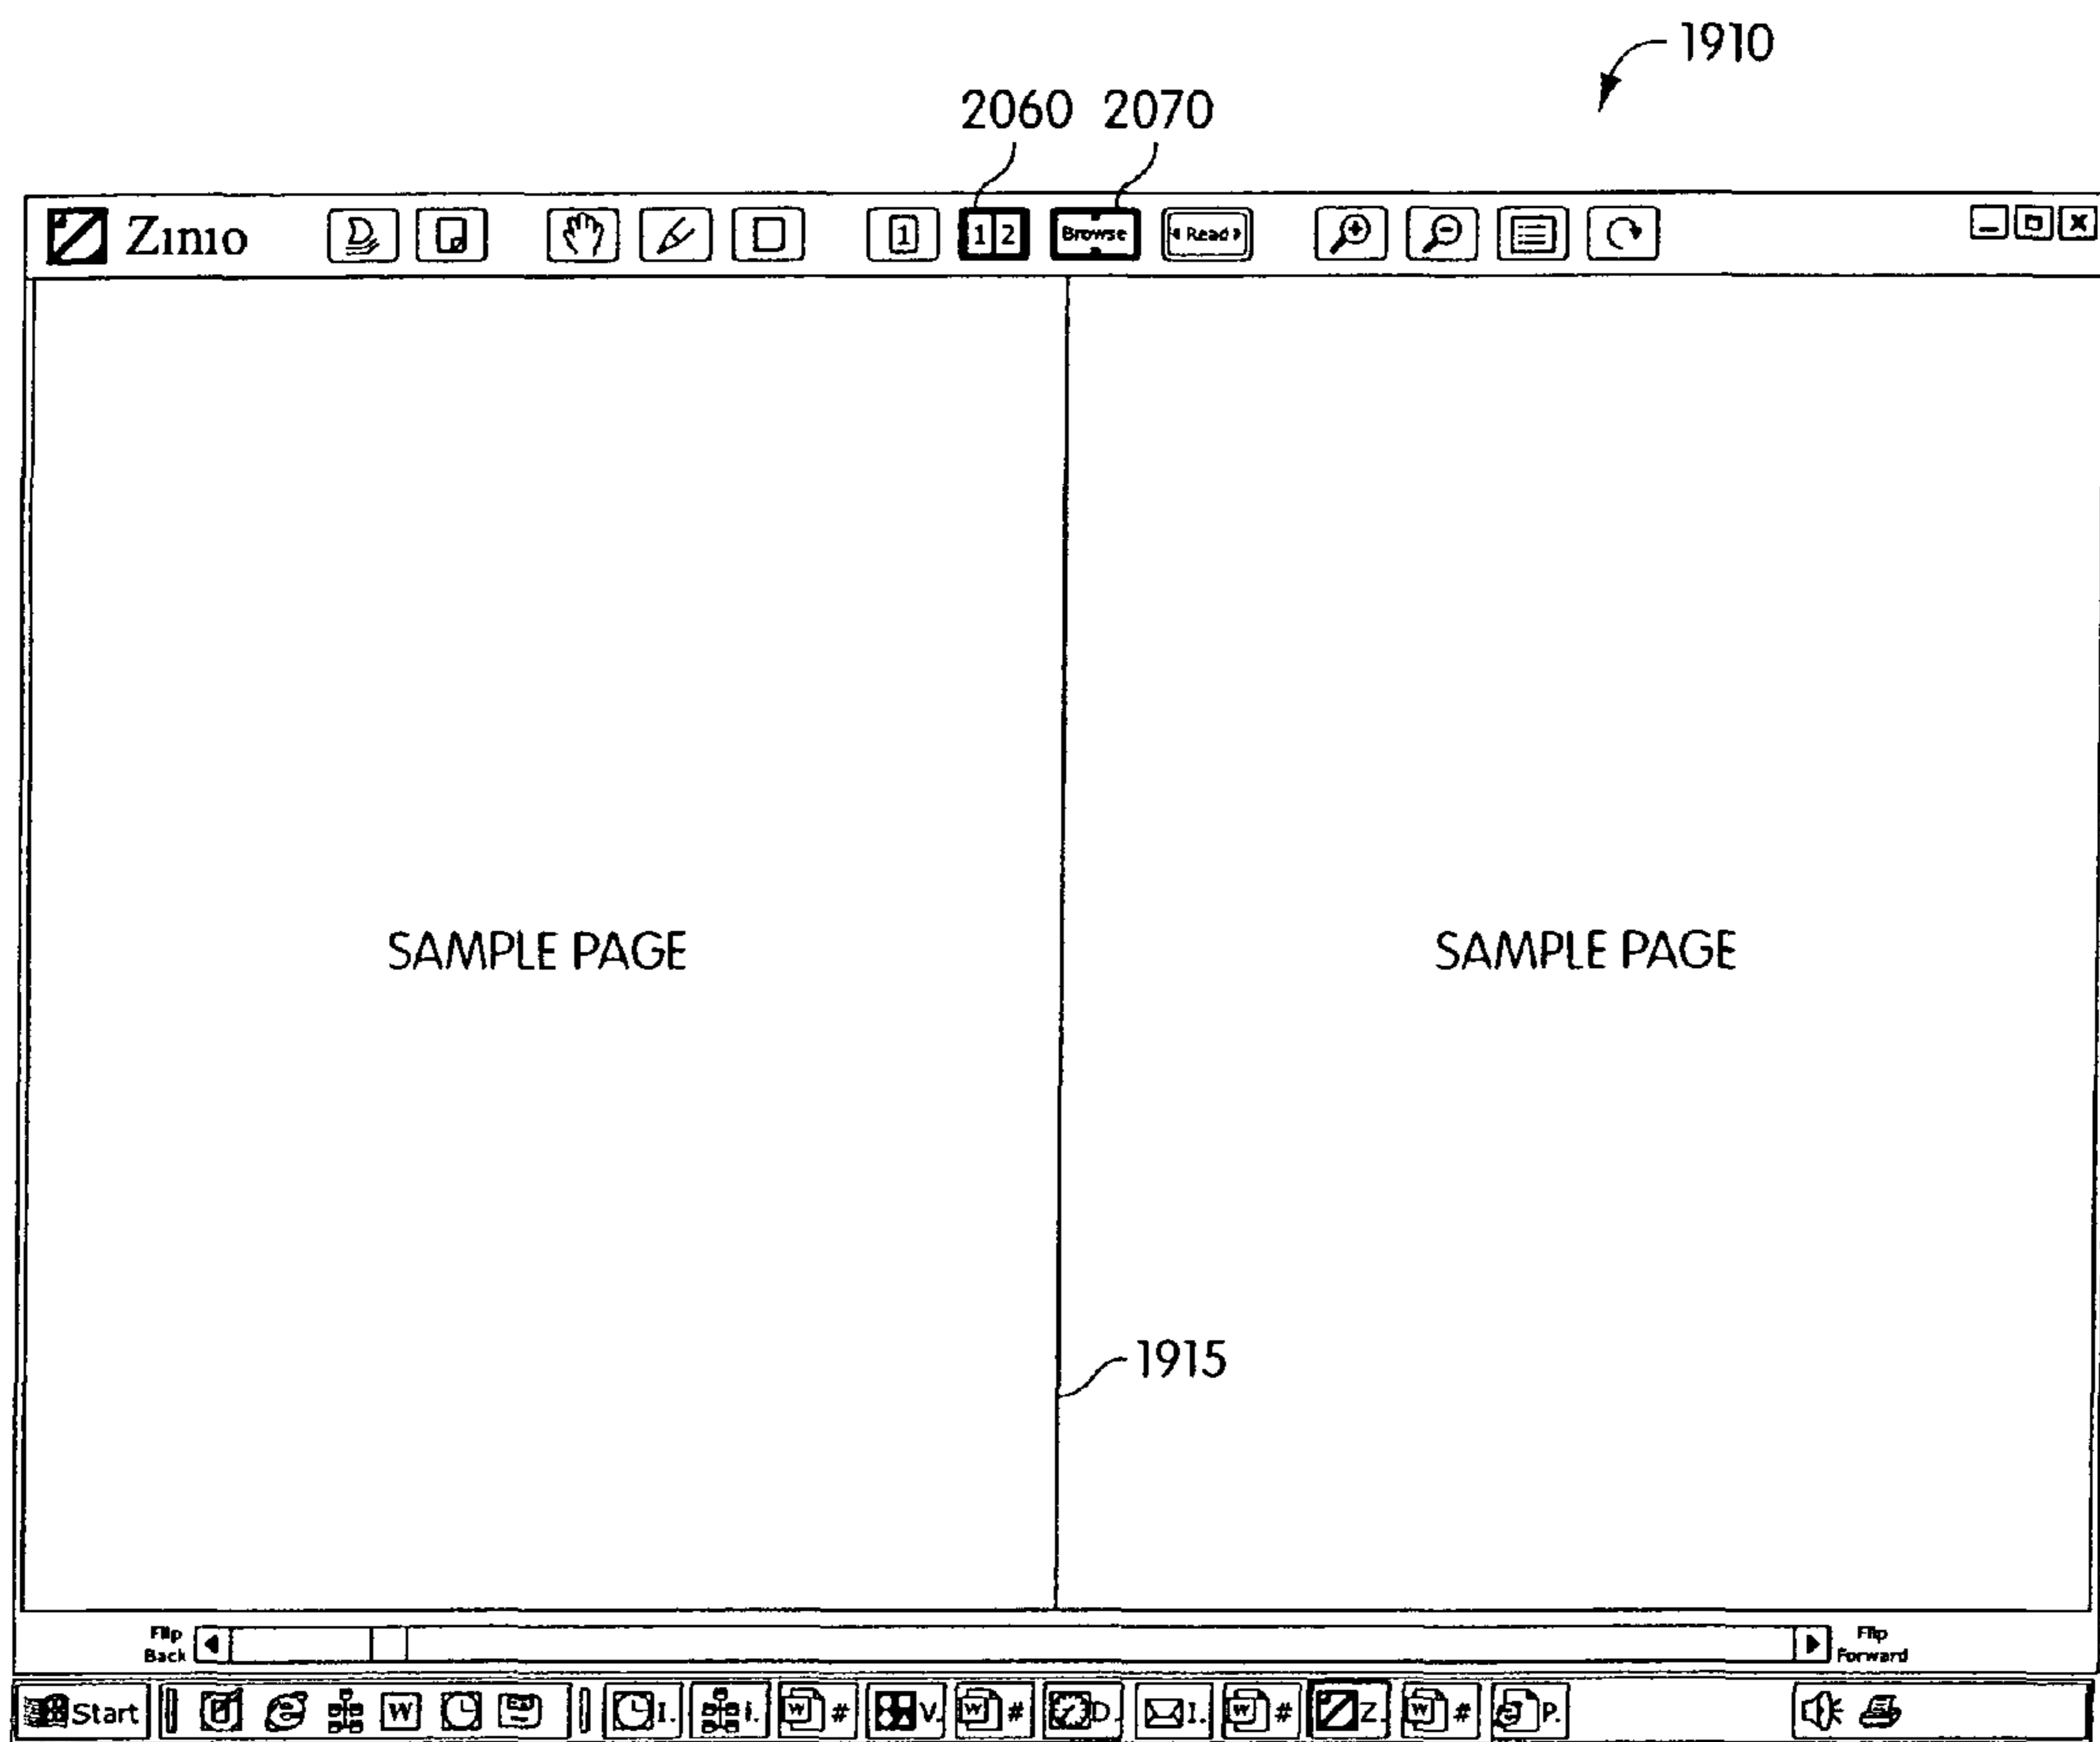 1910
2060 2070
Zinio 1 1 2 Browse Read
SAMPLE PAGE SAMPLE PAGE
1915
Flip Back Flip Forward
Start W I. i. W # V. W # D. I. W # Z. W # P.